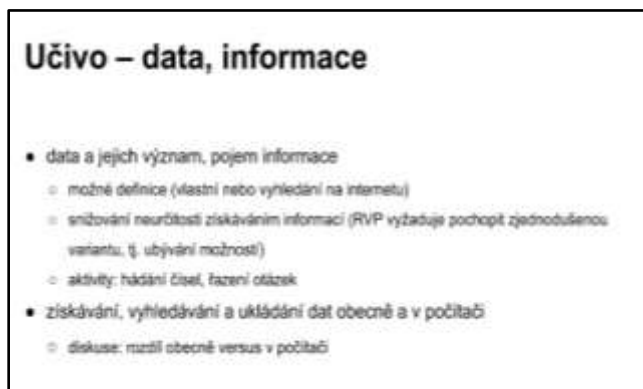 Učivo – data, informace
● data a jejich význam, pojem informace
○ možné definice (vlastní nebo vyhledání na internetu)
○ snižování neurčitosti získáváním informací (RVP vyžaduje pochopit zjednodušenou
variantu, tj. ubývání možností)
○ aktivity: hádání čísel, řazení otázek
● získávání, vyhledávání a ukládání dat obecně a v počítači
○ diskuse: rozdíl obecně versus v počítači